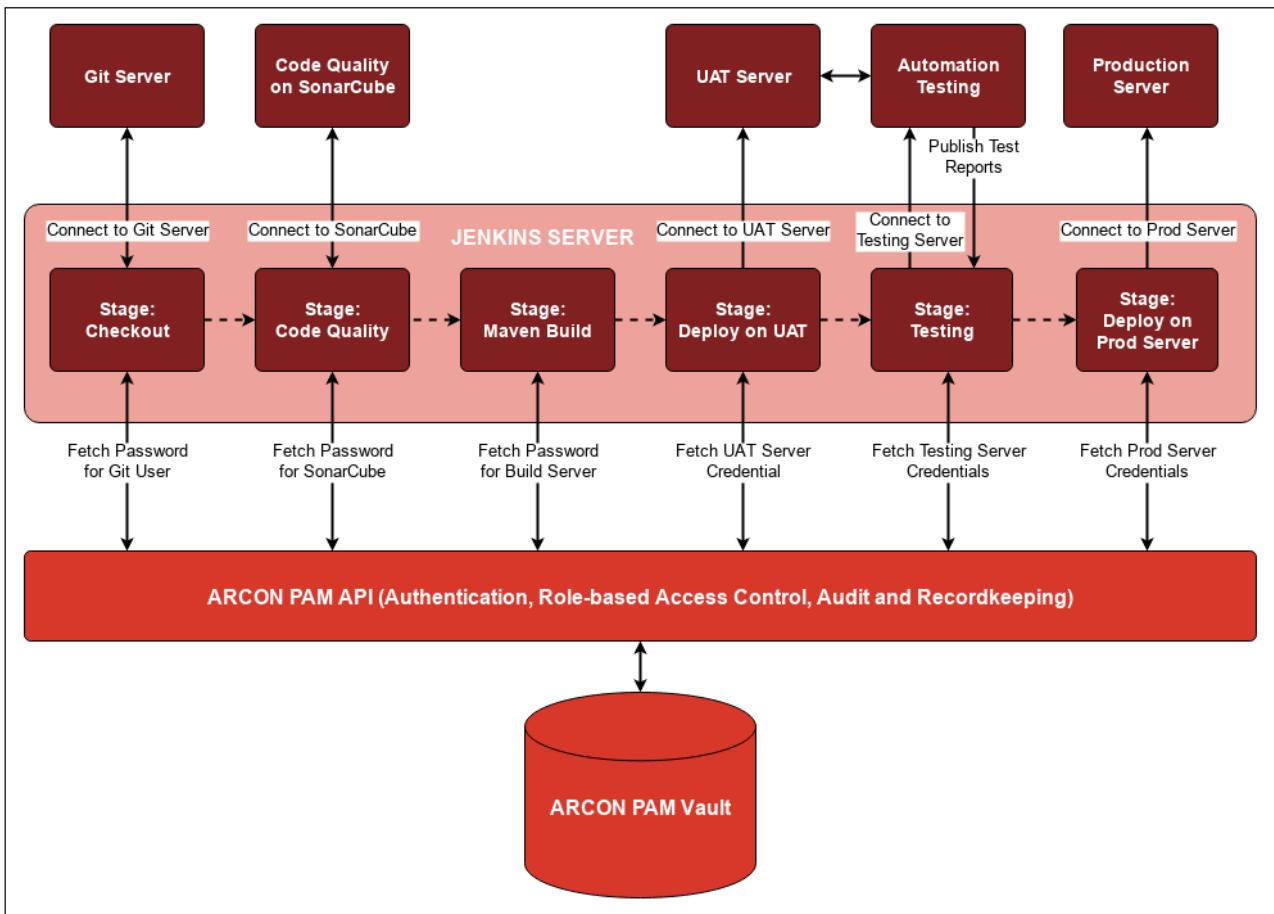 Git Server
Code Quality
on SonarCube
UAT Server
Automation
Testing
Production
Server
Publish Test
Reports
Connect to Git Server
Connect to SonarCube
JENKINS SERVER
Connect to UAT Server
Connect to
Testing Server
Connect to Prod Server
Stage:
Checkout
Stage:
Code Quality
Stage:
Maven Build
Stage:
Deploy on UAT
Stage:
Testing
Stage:
Deploy on
Prod Server
Fetch Password
for Git User
Fetch Password
for SonarCube
Fetch Password
for Build Server
Fetch UAT Server
Credential
Fetch Testing Server
Credentials
Fetch Prod Server
Credentials
ARCON PAM API (Authentication, Role-based Access Control, Audit and Recordkeeping)
ARCON PAM Vault